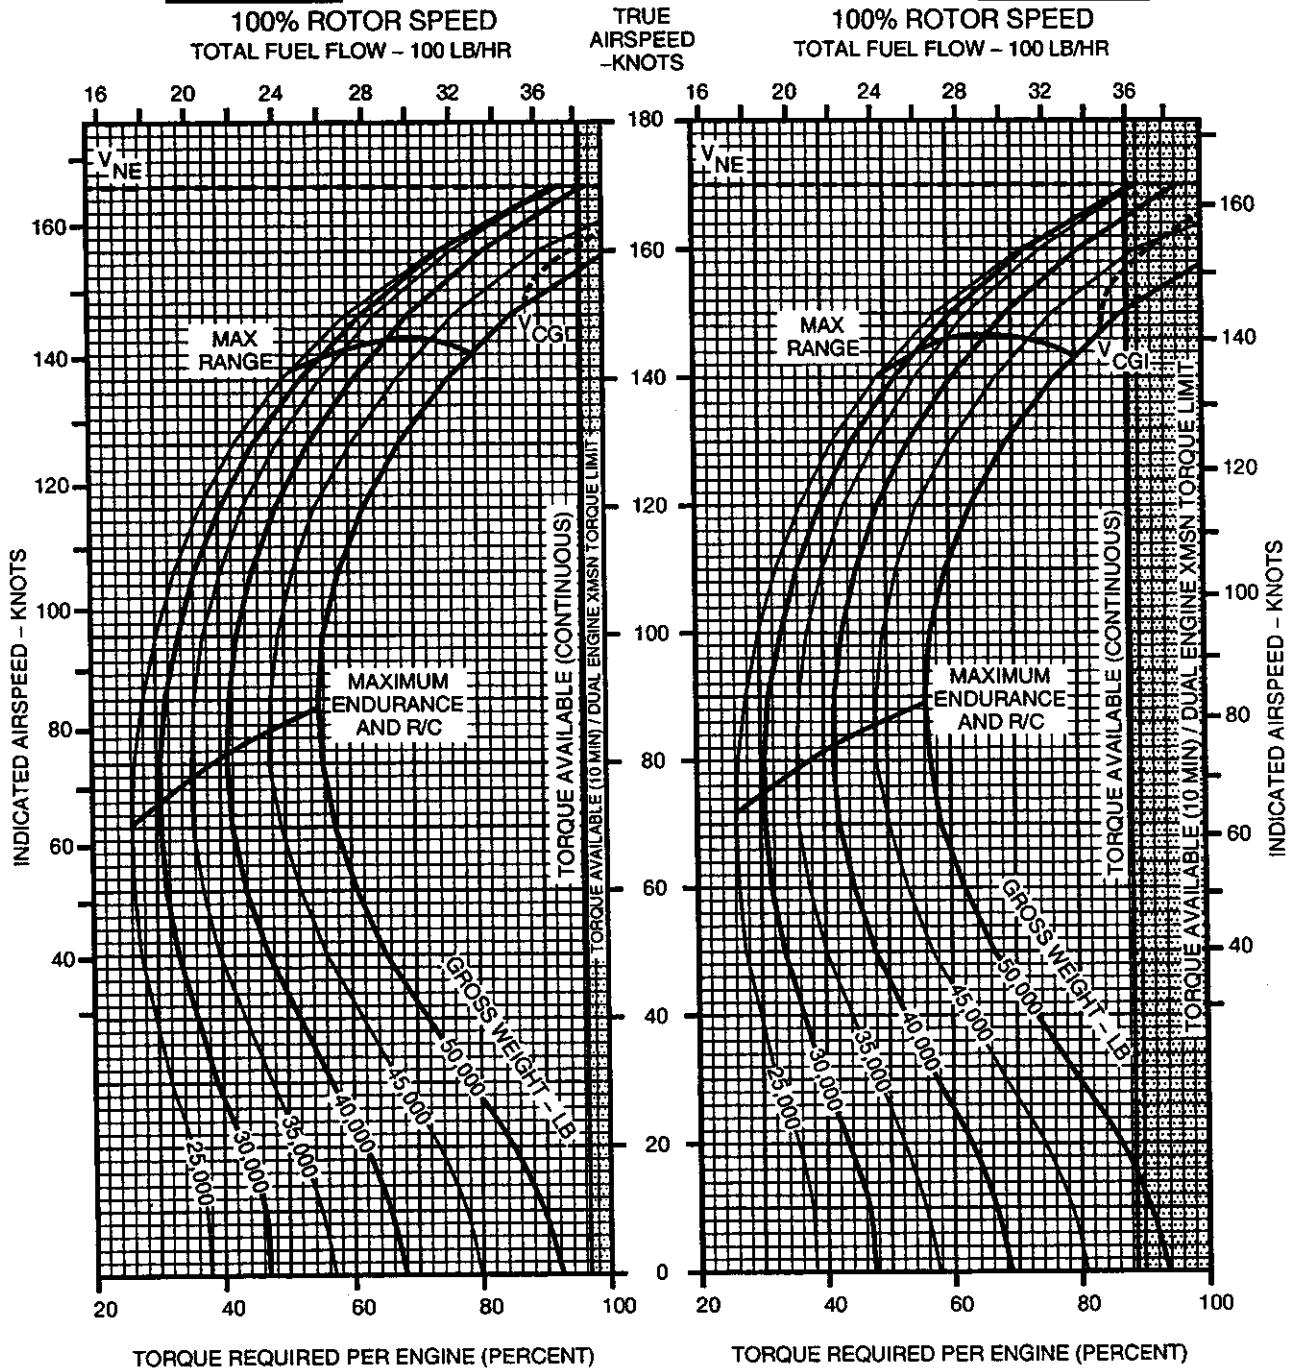 100% ROTOR SPEED
TOTAL FUEL FLOW – 100 LB/HR
TRUE
AIRSPEED
–KNOTS
100% ROTOR SPEED
TOTAL FUEL FLOW – 100 LB/HR
16 20 24 28 32 36
16 20 24 28 32 36
180
160
140
120
100
80
60
40
20
0
VNE
160
140
120
100
80
60
40
INDICATED AIRSPEED – KNOTS
MAX
RANGE
VCGI
MAXIMUM
ENDURANCE
AND R/C
TORQUE AVAILABLE (CONTINUOUS)
TORQUE AVAILABLE (10 MIN) / DUAL ENGINE XMSN TORQUE LIMIT
GROSS WEIGHT – LB
25,000
30,000
35,000
40,000
45,000
50,000
20 40 60 80 100
TORQUE REQUIRED PER ENGINE (PERCENT)
VNE
MAX
RANGE
VCGI
MAXIMUM
ENDURANCE
AND R/C
TORQUE AVAILABLE (CONTINUOUS)
TORQUE AVAILABLE (10 MIN) / DUAL ENGINE XMSN TORQUE LIMIT
GROSS WEIGHT – LB
25,000
30,000
35,000
40,000
45,000
50,000
160
140
120
100
80
60
40
INDICATED AIRSPEED – KNOTS
20 40 60 80 100
TORQUE REQUIRED PER ENGINE (PERCENT)